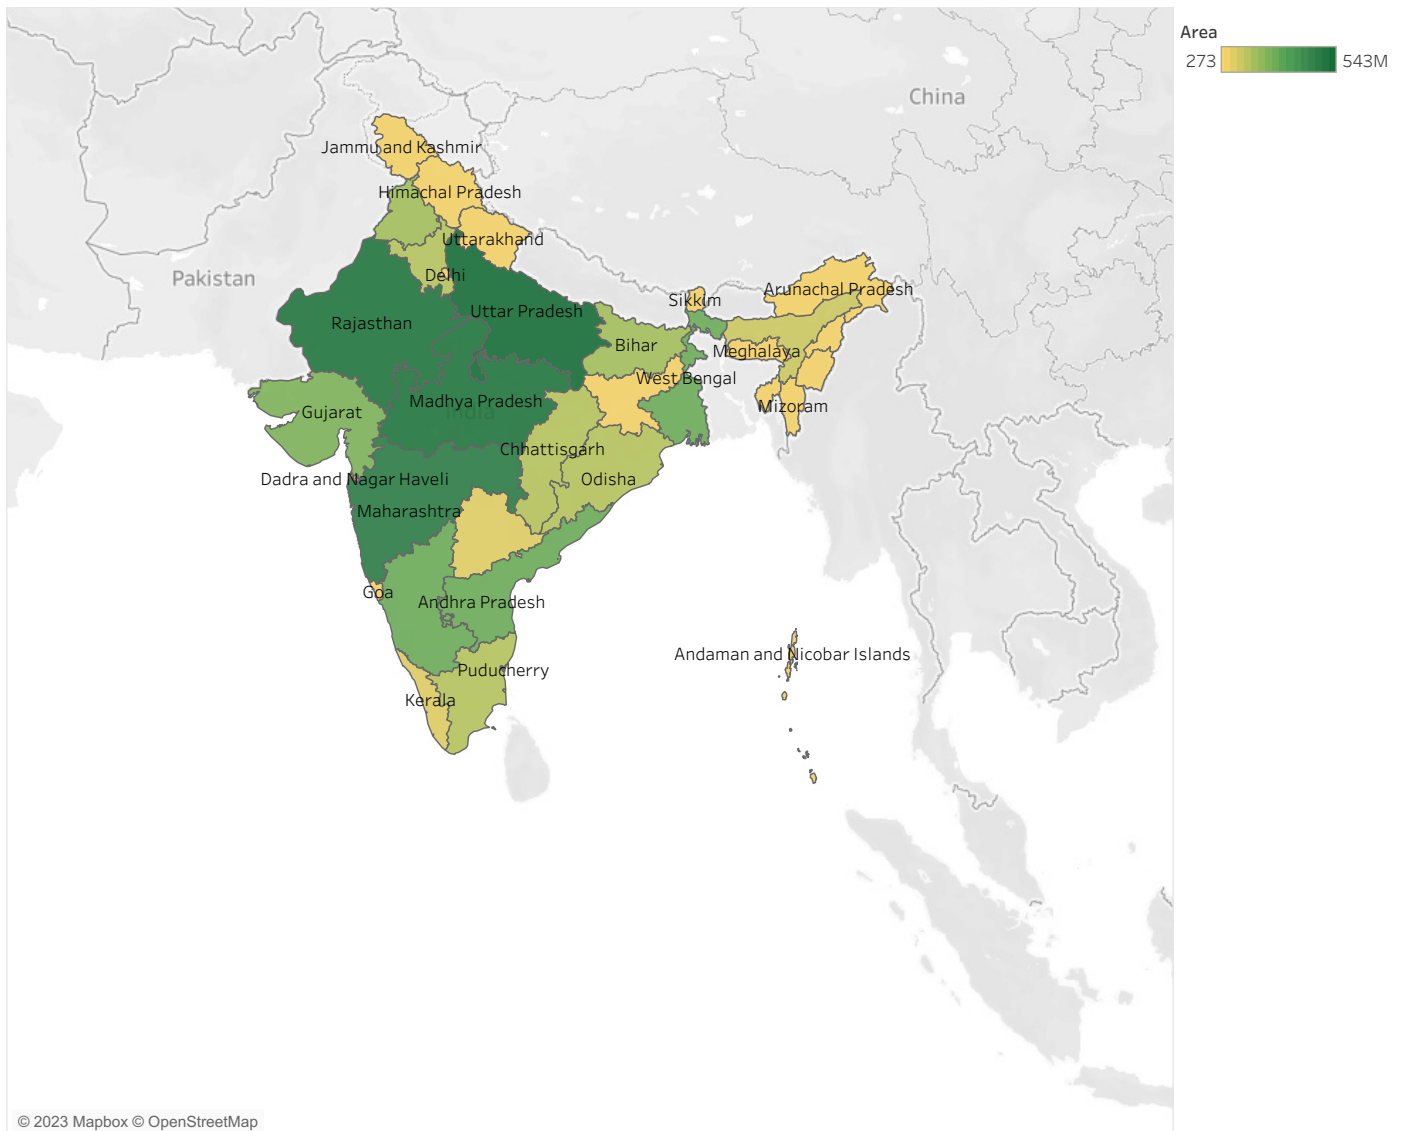 Area
273
543M
China
Jammu and Kashmir
Himachal Pradesh
Uttarakhand
Pakistan
Delhi
Arunachal Pradesh
Sikkim
Uttar Pradesh
Rajasthan
Bihar
Meghalaya
West Bengal
Madhya Pradesh
India
Mizoram
Gujarat
Chhattisgarh
Dadra and Nagar Haveli
Odisha
Maharashtra
Goa
Andhra Pradesh
Andaman and Nicobar Islands
Puducherry
Kerala
© 2023 Mapbox © OpenStreetMap